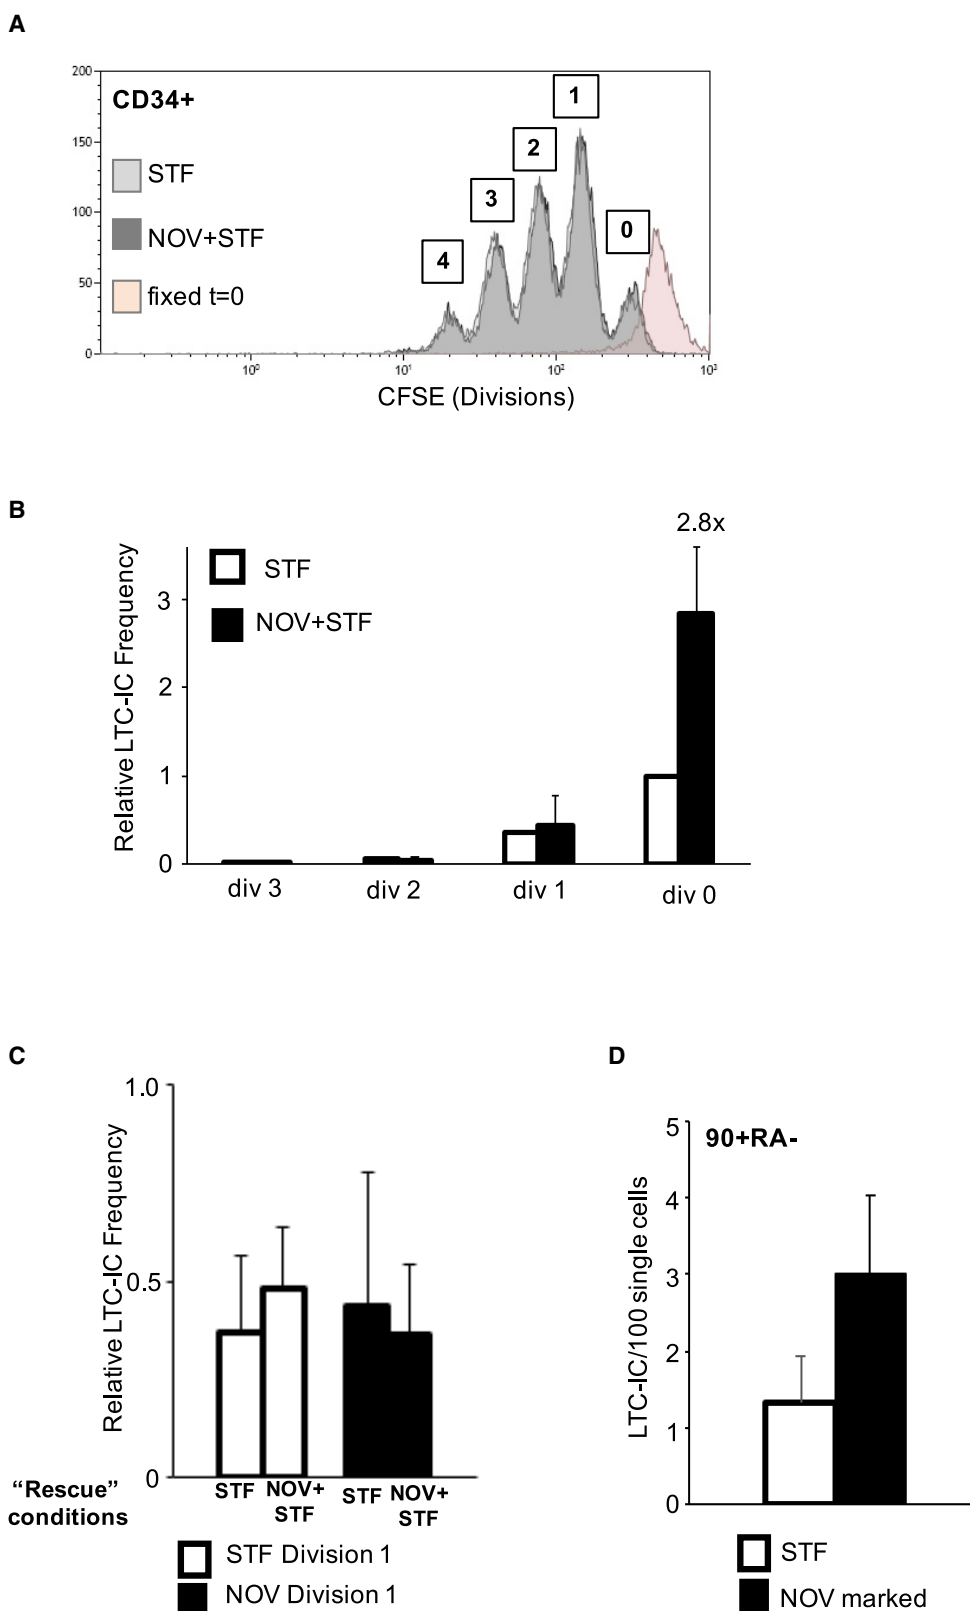 A
200
150
100
50
0
CD34+
STF
NOV+STF
fixed t=0
4
3
2
1
0
10⁰
10¹
10²
10³
CFSE (Divisions)
B
Relative LTC-IC Frequency
3
2
1
0
STF
NOV+STF
2.8x
div 3
div 2
div 1
div 0
C
Relative LTC-IC Frequency
1.0
0.5
0
"Rescue"
conditions
STF
NOV+
STF
STF
NOV+
STF
STF Division 1
NOV Division 1
D
LTC-IC/100 single cells
5
4
3
2
1
0
90+RA-
STF
NOV marked